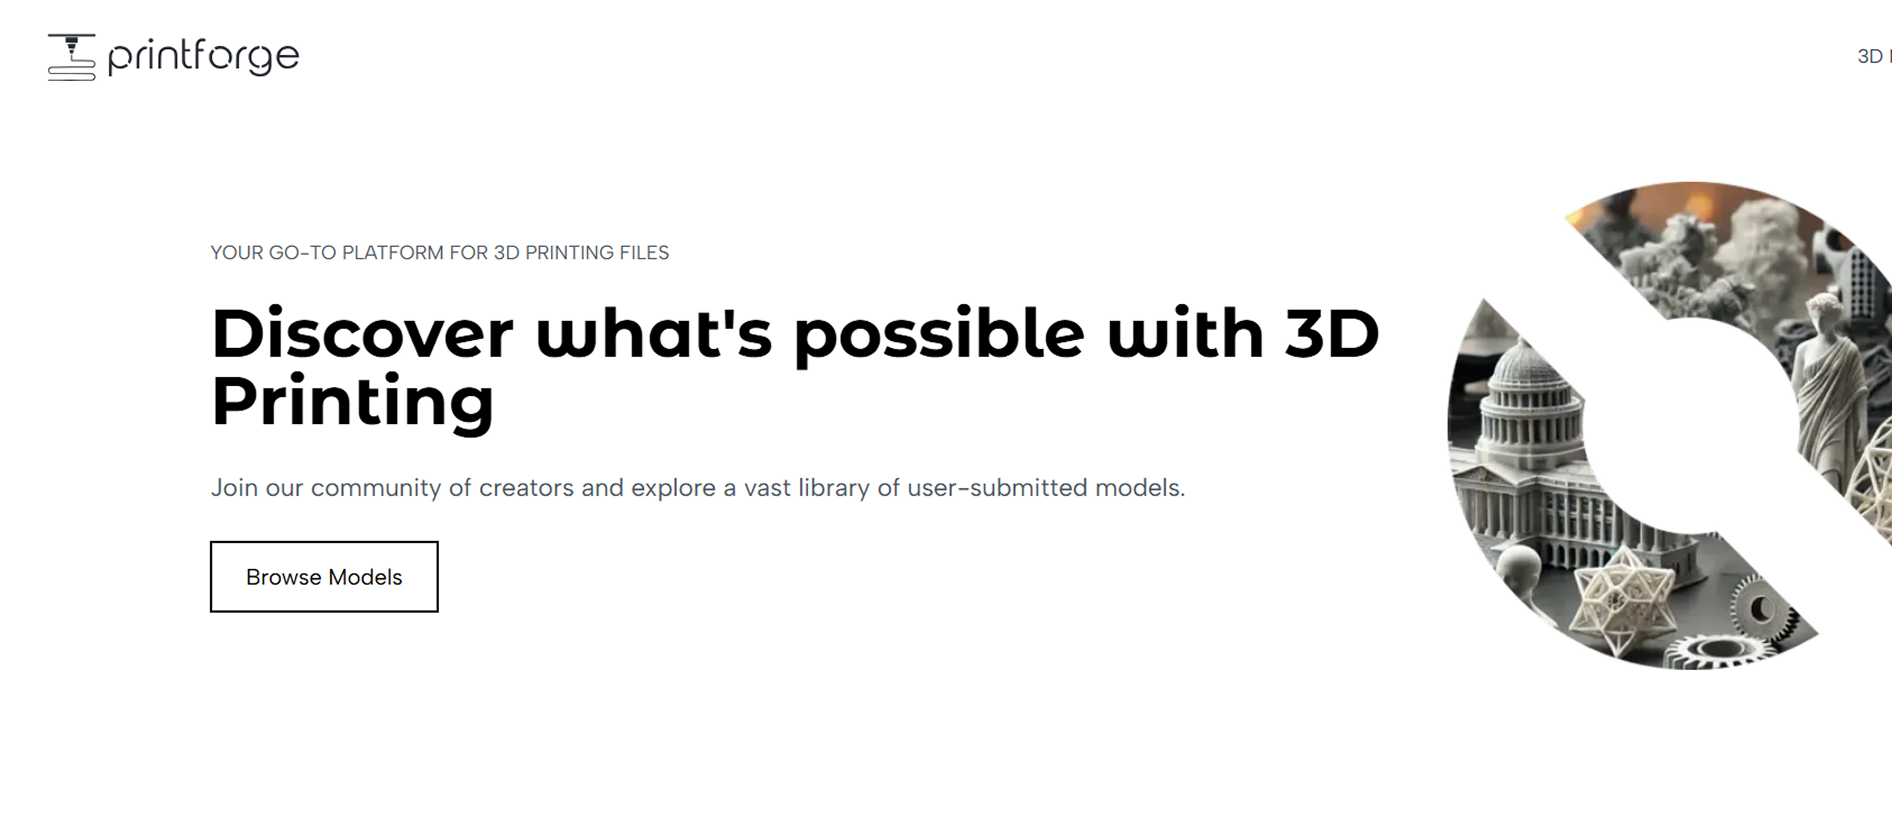 printforge
3D
YOUR GO-TO PLATFORM FOR 3D PRINTING FILES
Discover what's possible with 3D
Printing
Join our community of creators and explore a vast library of user-submitted models.
Browse Models